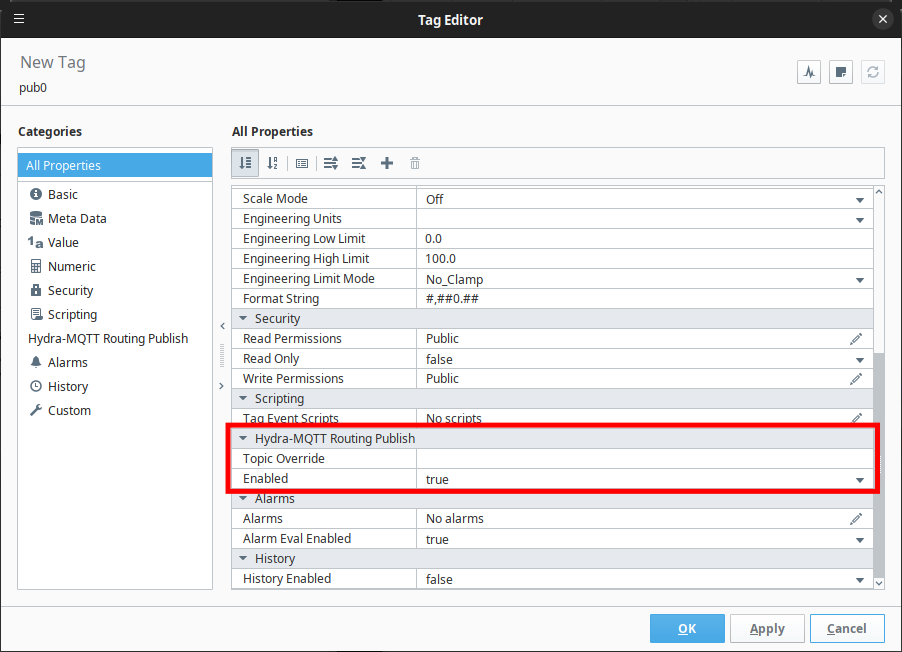 Tag Editor
New Tag
pub0
Categories
All Properties
Basic
Meta Data
Value
Numeric
Security
Scripting
Hydra-MQTT Routing Publish
Alarms
History
Custom
All Properties
Scale Mode Off
Engineering Units
Engineering Low Limit 0.0
Engineering High Limit 100.0
Engineering Limit Mode No_Clamp
Format String #,##0.##
Security
Read Permissions Public
Read Only false
Write Permissions Public
Scripting
Tag Event Scripts No scripts
Hydra-MQTT Routing Publish
Topic Override
Enabled true
Alarms
Alarms No alarms
Alarm Eval Enabled true
History
History Enabled false
OK Apply Cancel